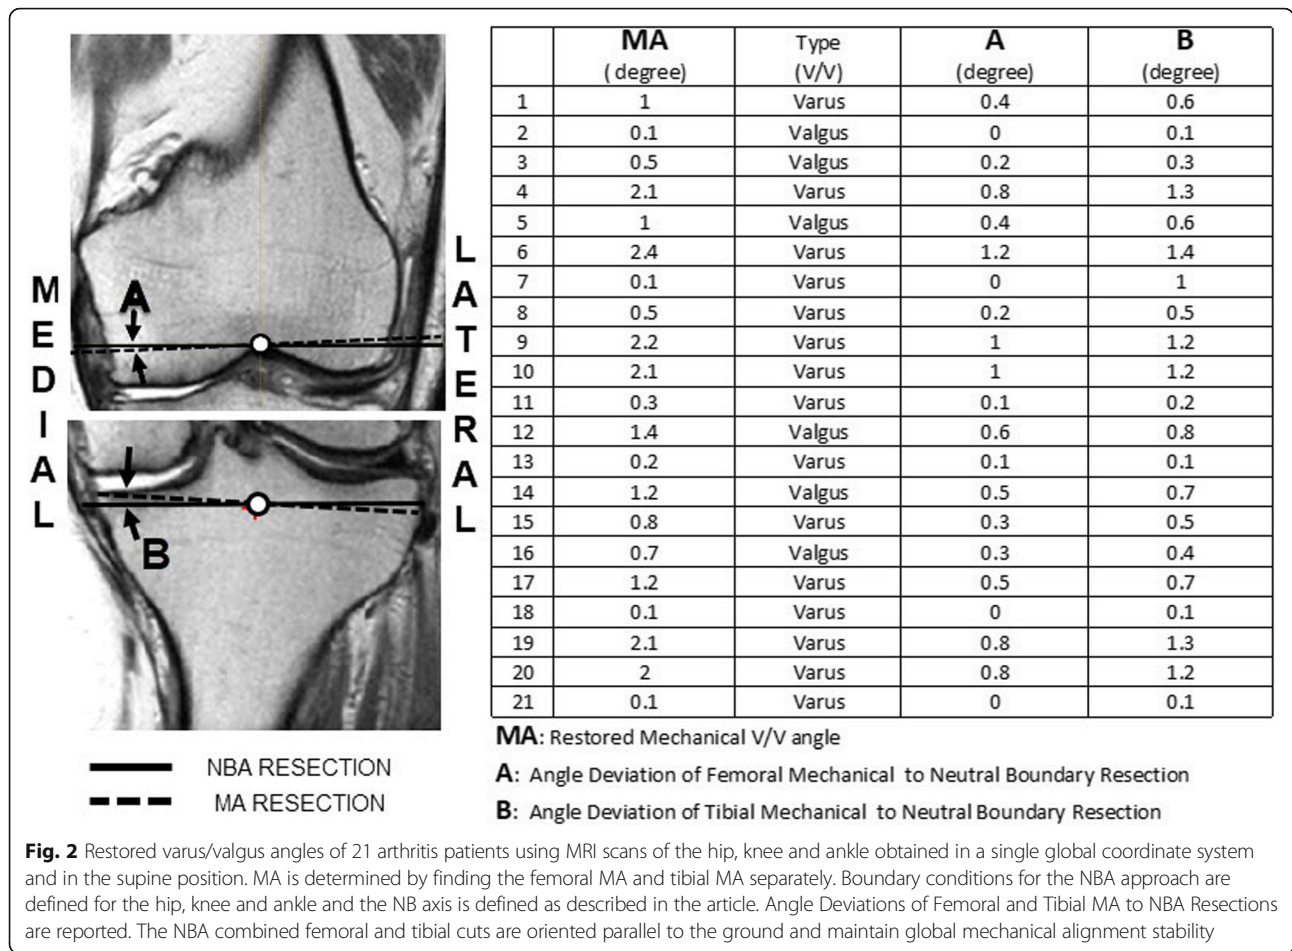 MEDIAL
A
LATERAL
B
NBA RESECTION
MA RESECTION
MA Type A B
(degree) (V/V) (degree) (degree)
1 1 Varus 0.4 0.6
2 0.1 Valgus 0 0.1
3 0.5 Valgus 0.2 0.3
4 2.1 Varus 0.8 1.3
5 1 Valgus 0.4 0.6
6 2.4 Varus 1.2 1.4
7 0.1 Varus 0 1
8 0.5 Varus 0.2 0.5
9 2.2 Varus 1 1.2
10 2.1 Varus 1 1.2
11 0.3 Varus 0.1 0.2
12 1.4 Valgus 0.6 0.8
13 0.2 Varus 0.1 0.1
14 1.2 Valgus 0.5 0.7
15 0.8 Varus 0.3 0.5
16 0.7 Valgus 0.3 0.4
17 1.2 Varus 0.5 0.7
18 0.1 Varus 0 0.1
19 2.1 Varus 0.8 1.3
20 2 Varus 0.8 1.2
21 0.1 Varus 0 0.1
MA: Restored Mechanical V/V angle
A: Angle Deviation of Femoral Mechanical to Neutral Boundary Resection
B: Angle Deviation of Tibial Mechanical to Neutral Boundary Resection
Fig. 2 Restored varus/valgus angles of 21 arthritis patients using MRI scans of the hip, knee and ankle obtained in a single global coordinate system
and in the supine position. MA is determined by finding the femoral MA and tibial MA separately. Boundary conditions for the NBA approach are
defined for the hip, knee and ankle and the NB axis is defined as described in the article. Angle Deviations of Femoral and Tibial MA to NBA Resections
are reported. The NBA combined femoral and tibial cuts are oriented parallel to the ground and maintain global mechanical alignment stability